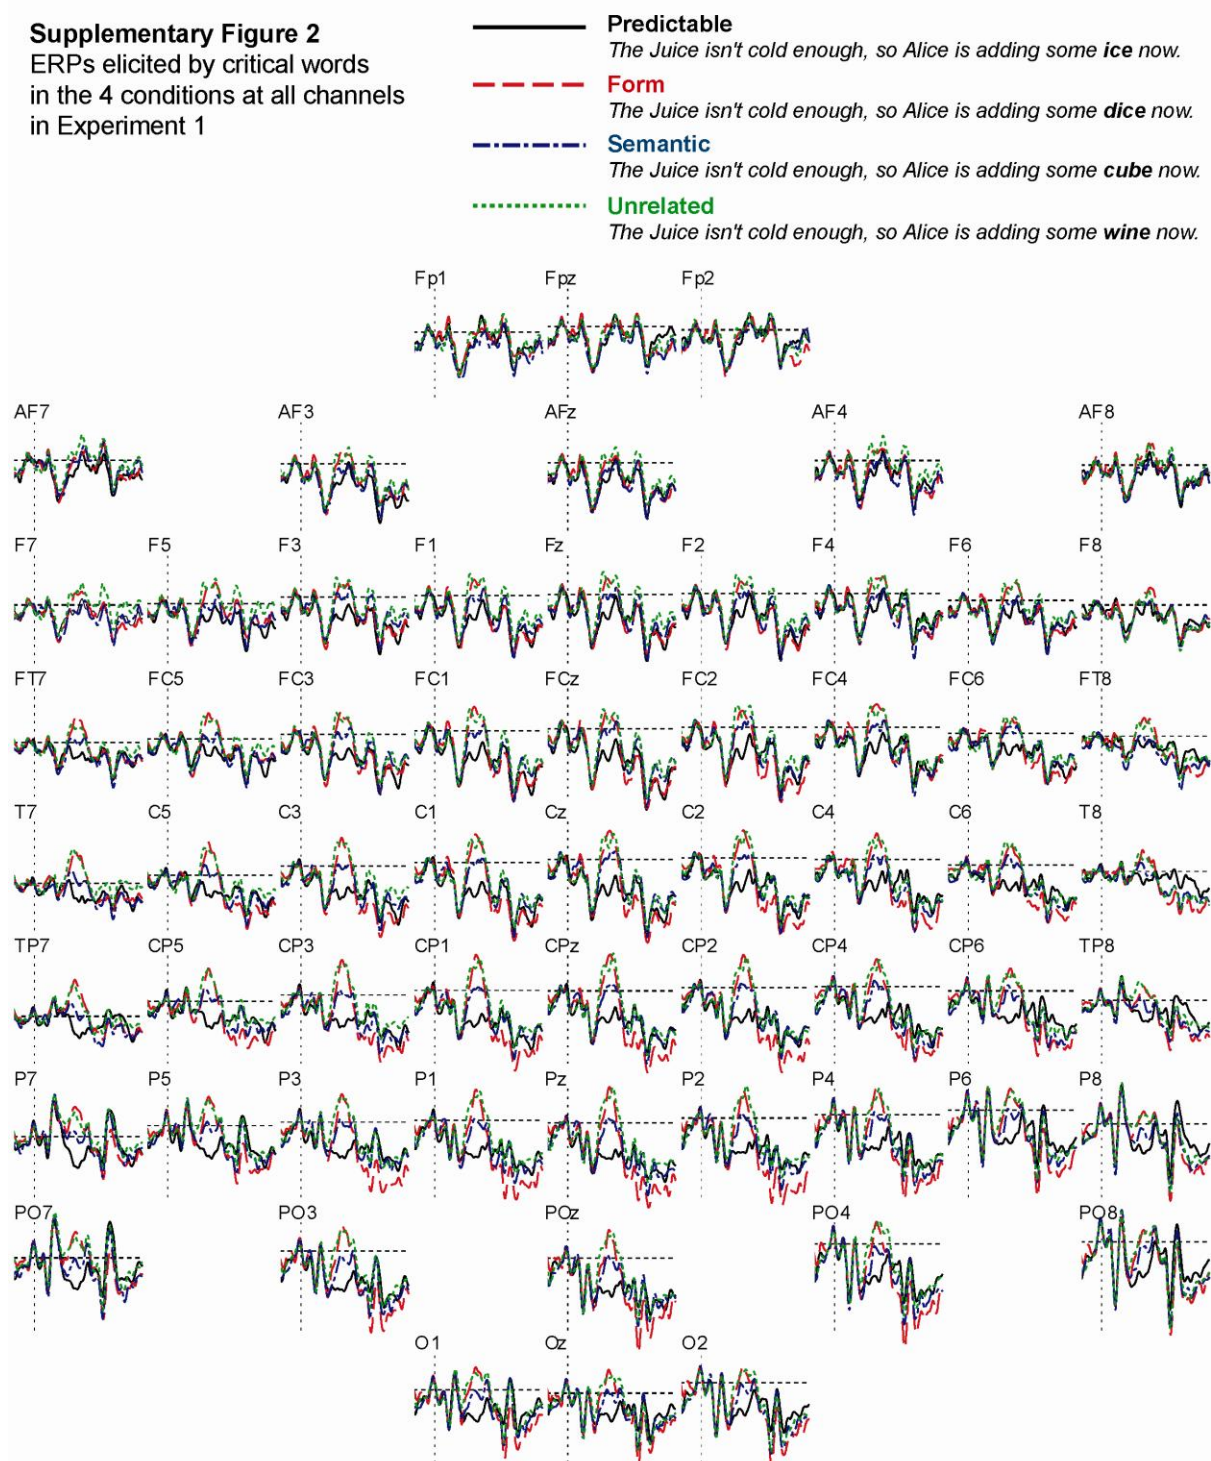 Supplementary Figure 2
ERPs elicited by critical words
in the 4 conditions at all channels
in Experiment 1
Predictable
The Juice isn't cold enough, so Alice is adding some ice now.
Form
The Juice isn't cold enough, so Alice is adding some dice now.
Semantic
The Juice isn't cold enough, so Alice is adding some cube now.
Unrelated
The Juice isn't cold enough, so Alice is adding some wine now.
Fp1 Fpz Fp2
AF7 AF3 AFz AF4 AF8
F7 F5 F3 F1 Fz F2 F4 F6 F8
FT7 FC5 FC3 FC1 FCz FC2 FC4 FC6 FT8
T7 C5 C3 C1 Cz C2 C4 C6 T8
TP7 CP5 CP3 CP1 CPz CP2 CP4 CP6 TP8
P7 P5 P3 P1 Pz P2 P4 P6 P8
PO7 PO3 POz PO4 PO8
O1 Oz O2